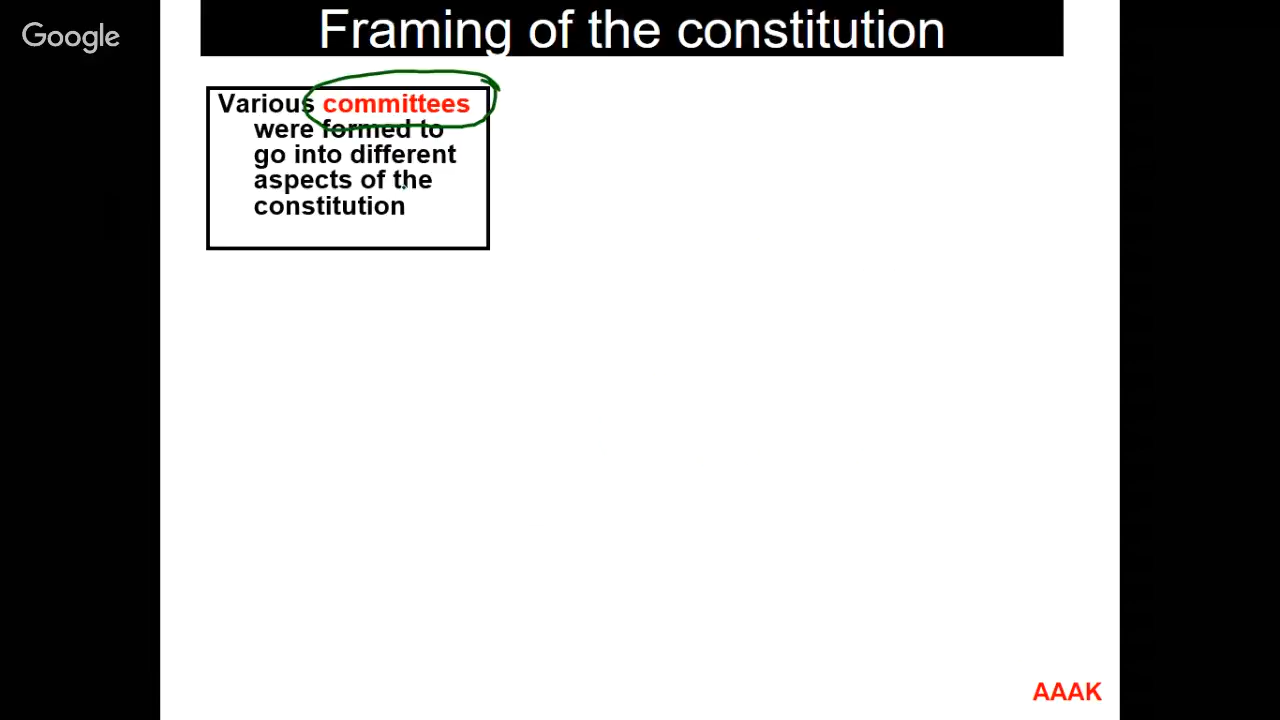 Google
Framing of the constitution
Various committees
were formed to
go into different
aspects of the
constitution
AAAK